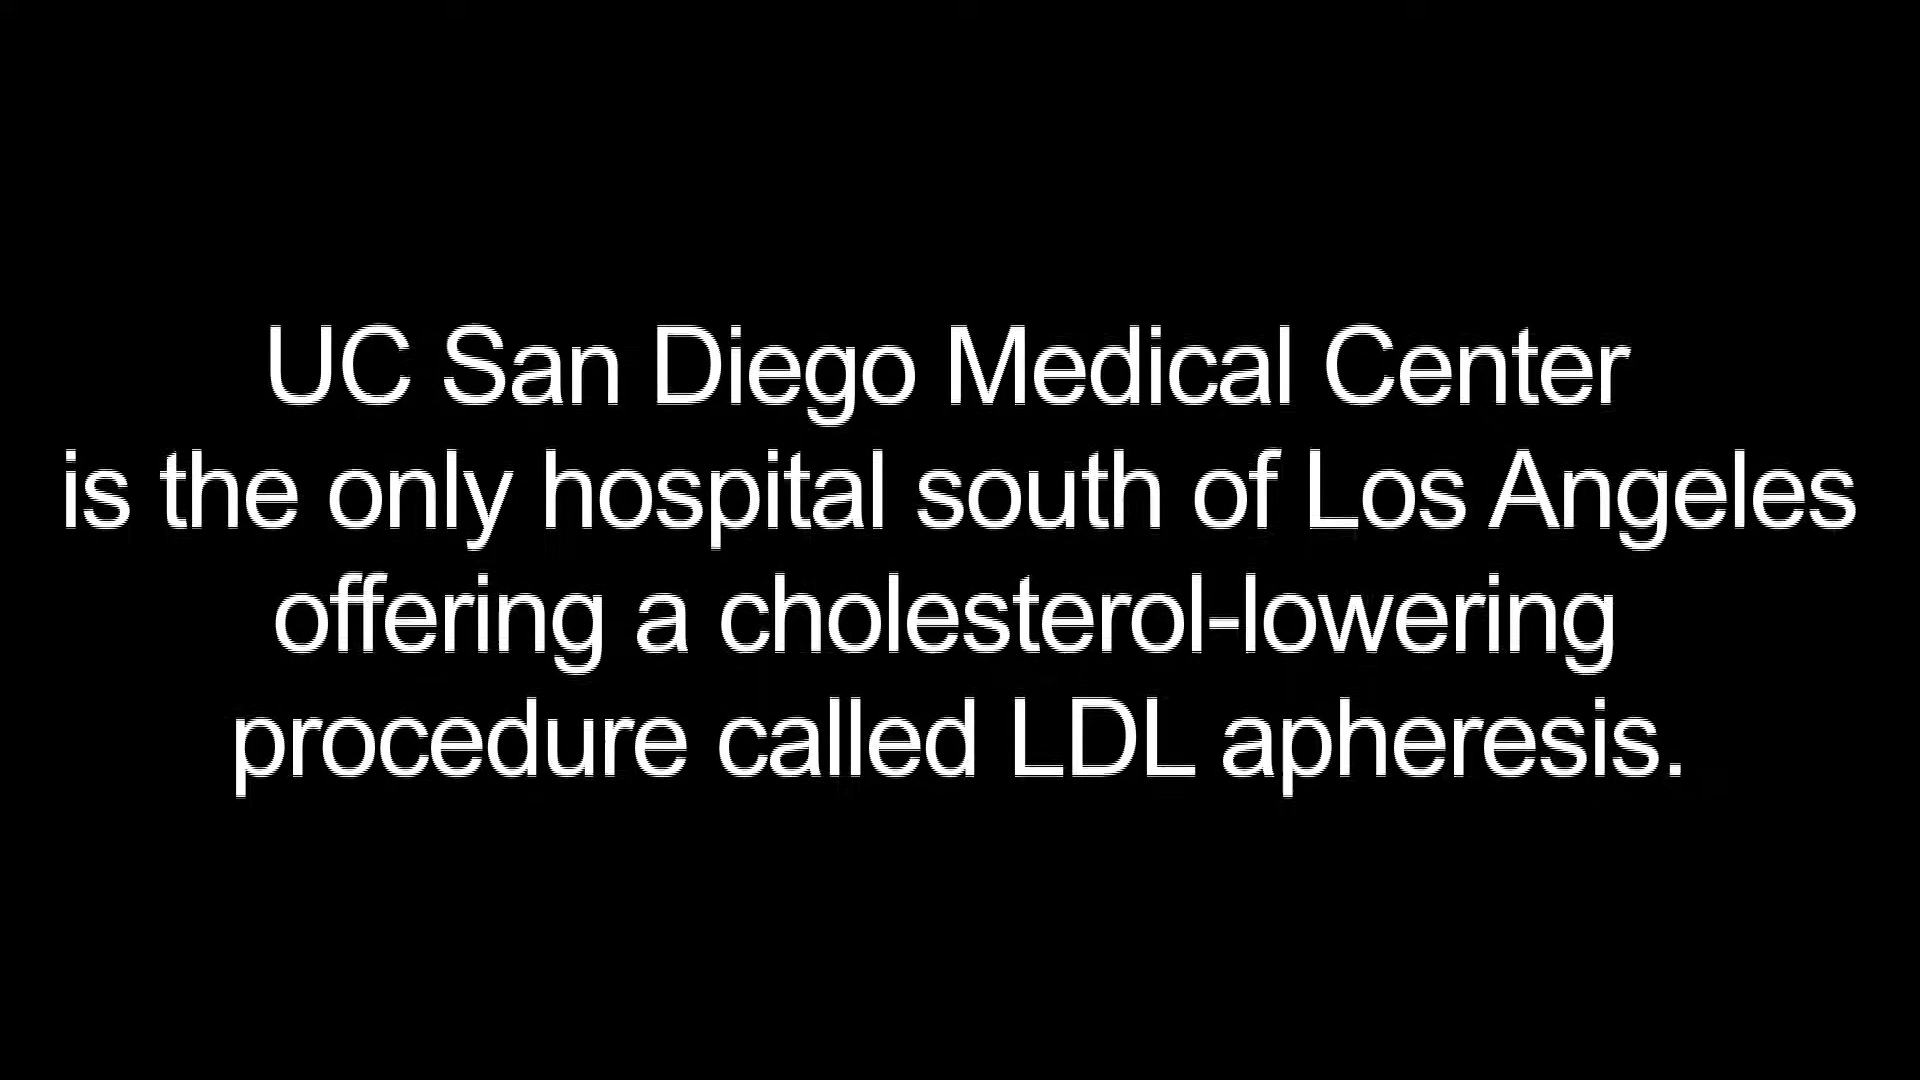 UC San Diego Medical Center
is the only hospital south of Los Angeles
offering a cholesterol-lowering
procedure called LDL apheresis.